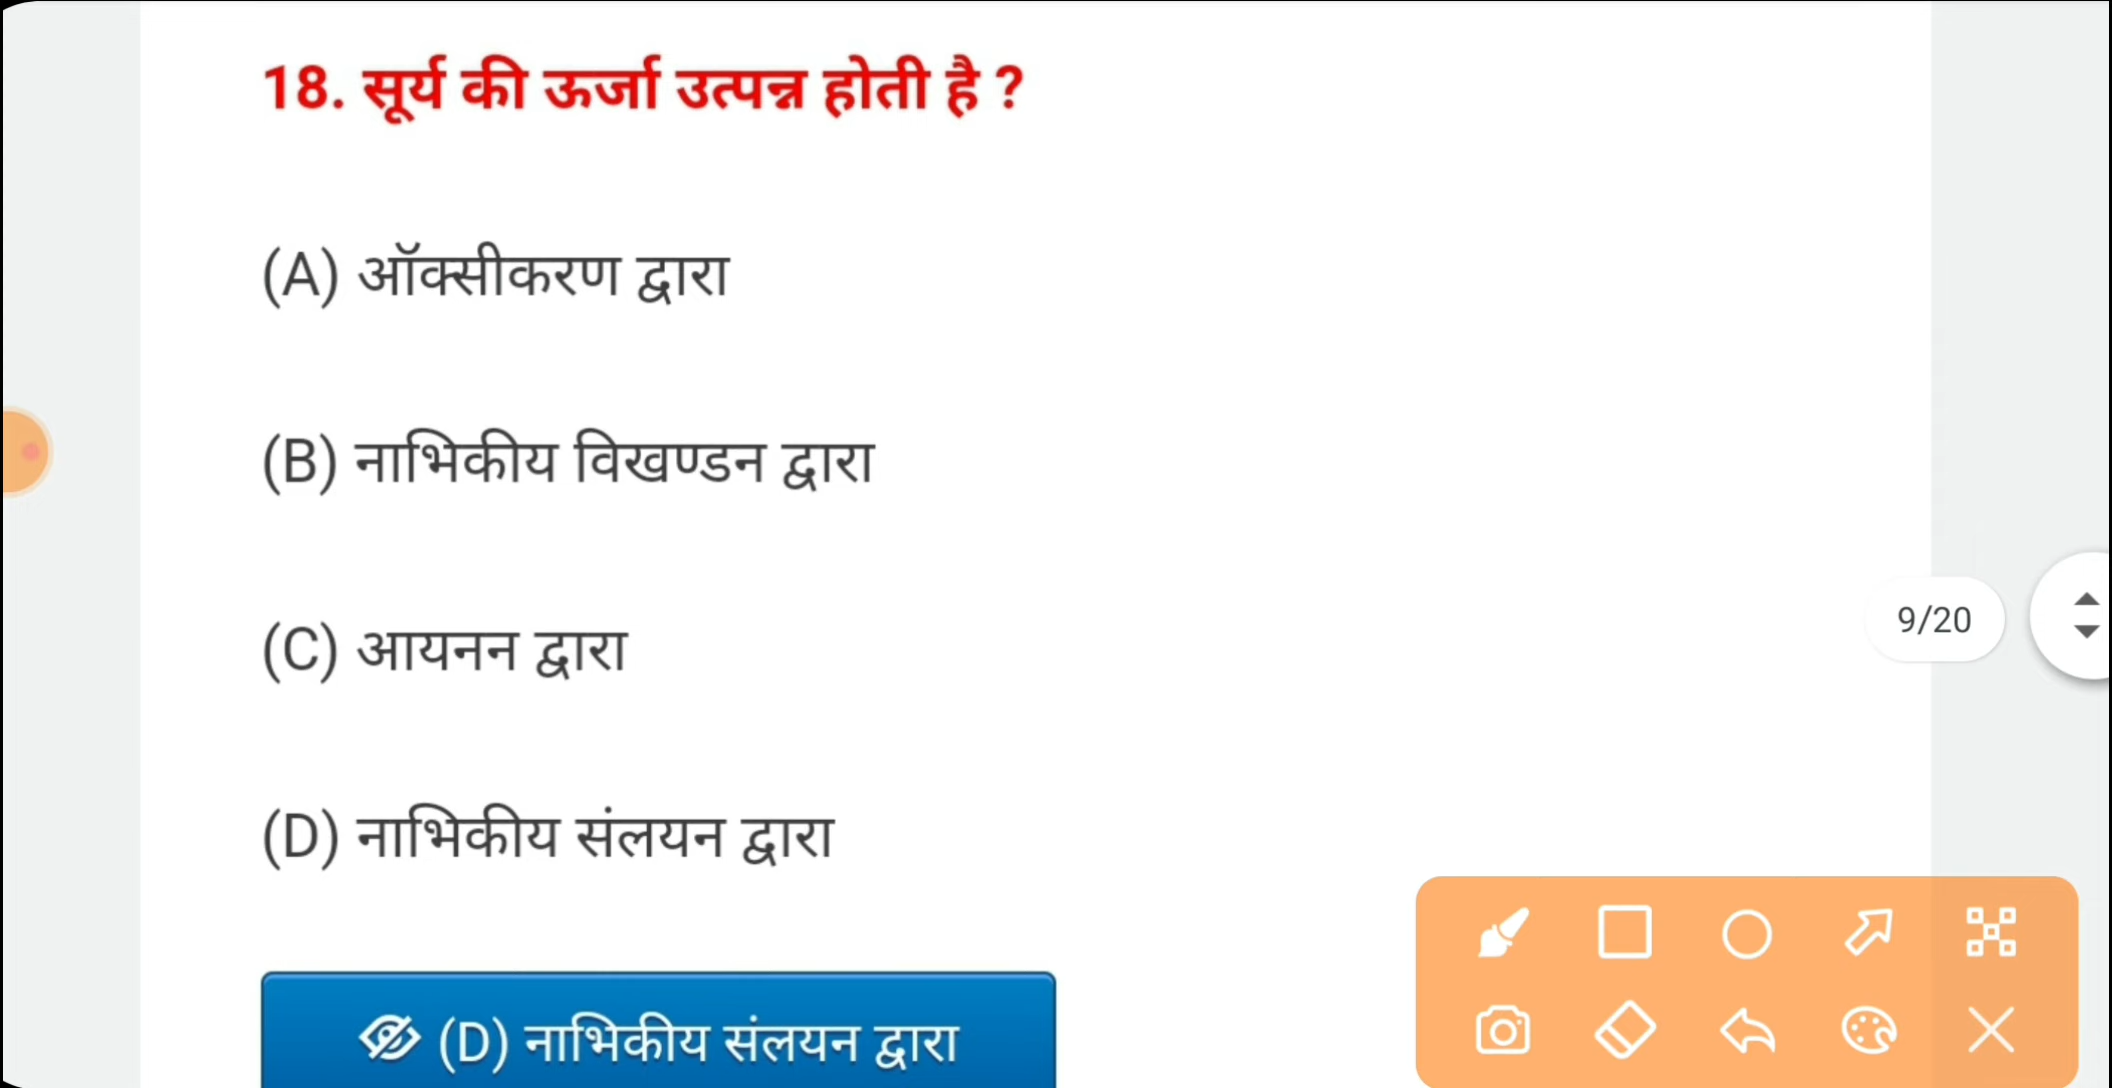 18. सूर्य की ऊर्जा उत्पन्न होती है ?
(A) ऑक्सीकरण द्वारा
(B) नाभिकीय विखण्डन द्वारा
(C) आयनन द्वारा
9/20
(D) नाभिकीय संलयन द्वारा
(D) नाभिकीय संलयन द्वारा